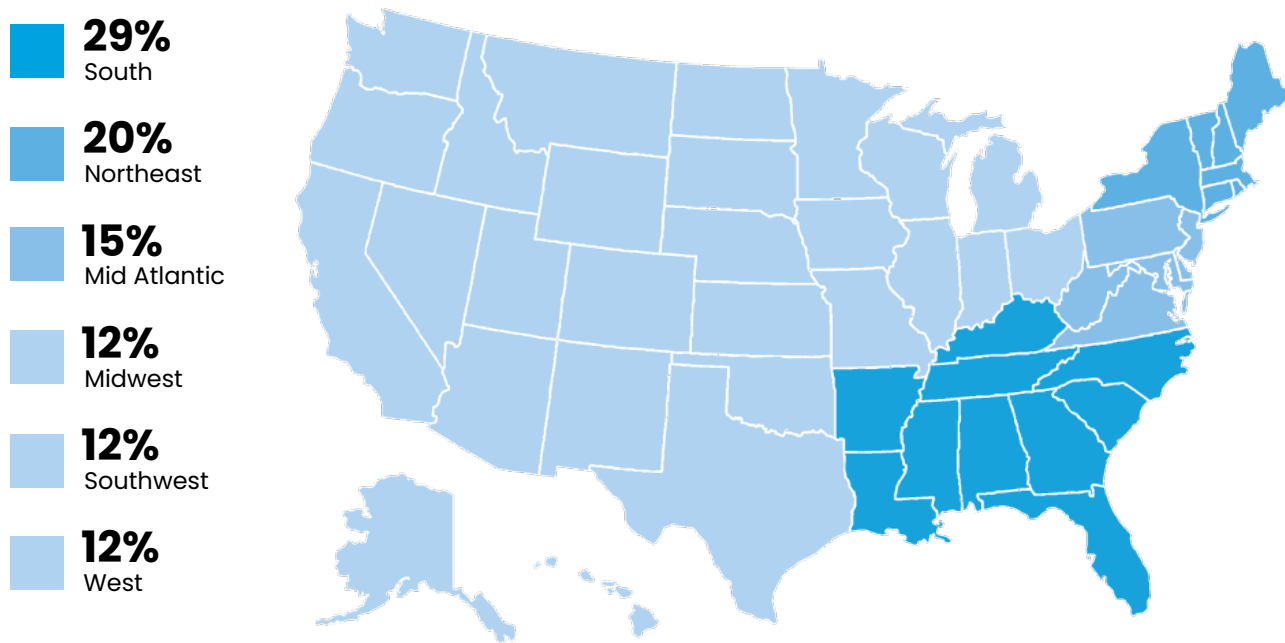 29%
South
20%
Northeast
15%
Mid Atlantic
12%
Midwest
12%
Southwest
12%
West